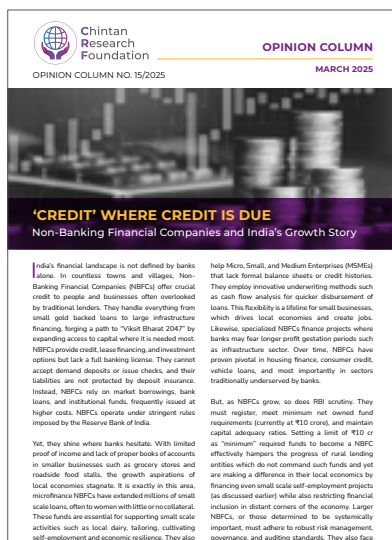 Chintan
Research
Foundation
OPINION COLUMN
OPINION COLUMN NO. 15/2025
MARCH 2025
‘CREDIT’ WHERE CREDIT IS DUE
Non-Banking Financial Companies and India’s Growth Story
India’s financial landscape is not defined by banks
alone. In countless towns and villages, Non-
Banking Financial Companies (NBFCs) offer crucial
credit to people and businesses often overlooked
by traditional lenders. They handle everything from
small gold backed loans to large infrastructure
financing, forging a path to “Viksit Bharat 2047” by
expanding access to capital where it is needed most.
NBFCs provide credit, lease financing, and investment
options but lack a full banking license. They cannot
accept demand deposits or issue checks, and their
liabilities are not protected by deposit insurance.
Instead, NBFCs rely on market borrowings, bank
loans, and institutional funds, frequently issued at
higher costs. NBFCs operate under stringent rules
imposed by the Reserve Bank of India.
Yet, they shine where banks hesitate. With limited
proof of income and lack of proper books of accounts
in smaller businesses such as grocery stores and
roadside food stalls, the growth aspirations of
local economies stagnate. It is exactly in this area,
microfinance NBFCs have extended millions of small
scale loans, often to women with little or no collateral.
These funds are essential for supporting small scale
activities such as local dairy, tailoring, cultivating
self-employment and economic resilience. They also
help Micro, Small, and Medium Enterprises (MSMEs)
that lack formal balance sheets or credit histories.
They employ innovative underwriting methods such
as cash flow analysis for quicker disbursement of
loans. This flexibility is a lifeline for small businesses,
which drives local economies and create jobs.
Likewise, specialized NBFCs finance projects where
banks may fear longer profit gestation periods such
as infrastructure sector. Over time, NBFCs have
proven pivotal in housing finance, consumer credit,
vehicle loans, and most importantly in sectors
traditionally underserved by banks.
But, as NBFCs grow, so does RBI scrutiny. They
must register, meet minimum net owned fund
requirements (currently at ₹10 crore), and maintain
capital adequacy ratios. Setting a limit of ₹10 cr
as “minimum” required funds to become a NBFC
effectively hampers the progress of rural lending
entities which do not command such funds and yet
are making a difference in their local economies by
financing even small scale self-employment projects
(as discussed earlier) while also restricting financial
inclusion in distant corners of the economy. Larger
NBFCs, or those determined to be systemically
important, must adhere to robust risk management,
governance, and auditing standards. They also face